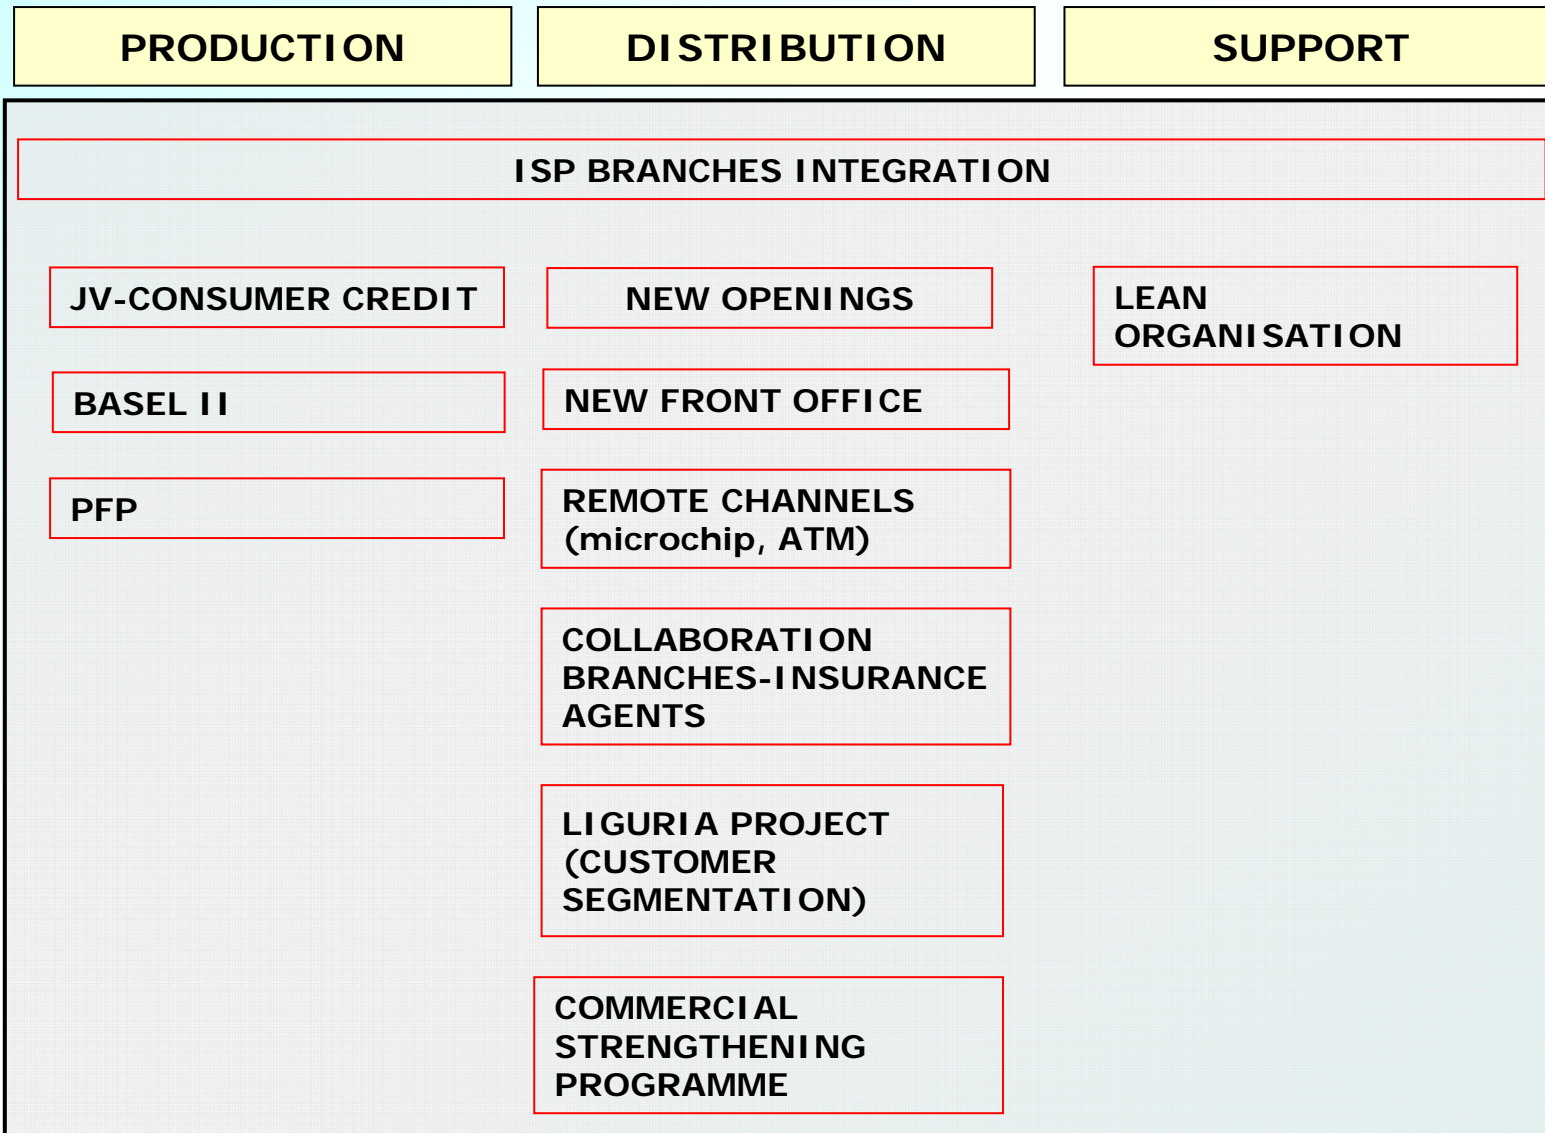 PRODUCTION
DISTRIBUTION
SUPPORT
ISP BRANCHES INTEGRATION
JV-CONSUMER CREDIT
BASEL II
PFP
NEW OPENINGS
NEW FRONT OFFICE
REMOTE CHANNELS
(microchip, ATM)
COLLABORATION
BRANCHES-INSURANCE
AGENTS
LIGURIA PROJECT
(CUSTOMER
SEGMENTATION)
COMMERCIAL
STRENGTHENING
PROGRAMME
LEAN
ORGANISATION